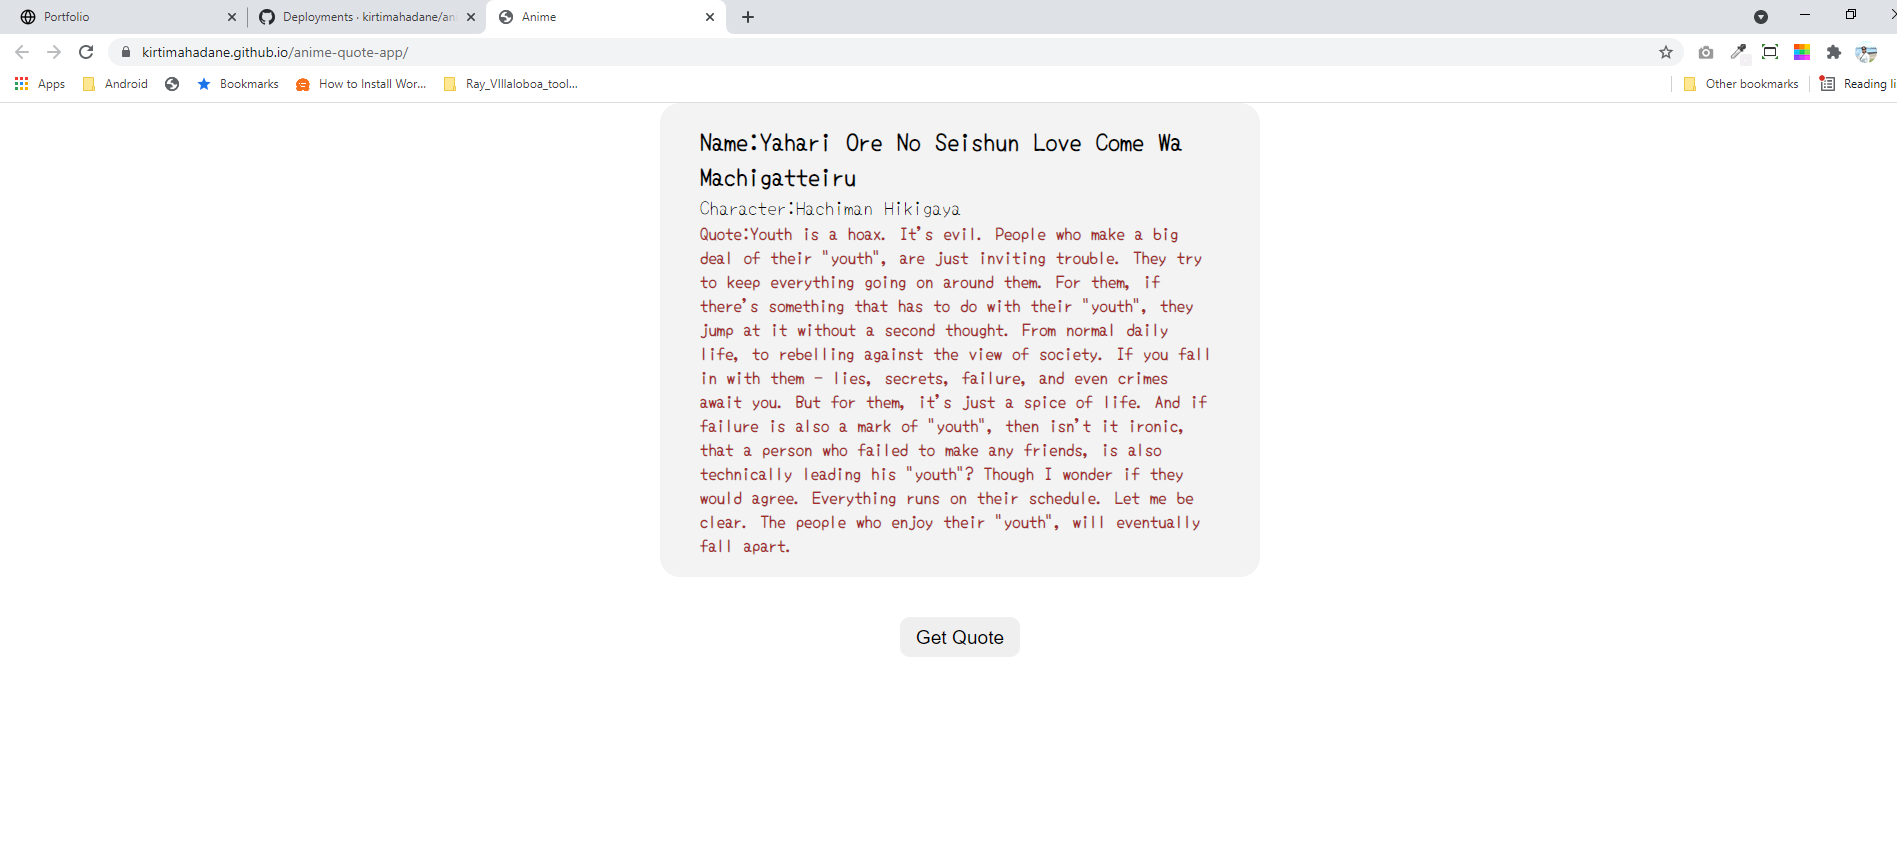 Portfolio
Deployments · kirtimahadane/an
Anime
kirtimahadane.github.io/anime-quote-app/
Apps
Android
Bookmarks
How to Install Wor...
Ray_VIllaloboa_tool...
Other bookmarks
Reading li
Name:Yahari Ore No Seishun Love Come Wa
Machigatteiru
Character:Hachiman Hikigaya
Quote:Youth is a hoax. It's evil. People who make a big
deal of their "youth", are just inviting trouble. They try
to keep everything going on around them. For them, if
there's something that has to do with their "youth", they
jump at it without a second thought. From normal daily
life, to rebelling against the view of society. If you fall
in with them - lies, secrets, failure, and even crimes
await you. But for them, it's just a spice of life. And if
failure is also a mark of "youth", then isn't it ironic,
that a person who failed to make any friends, is also
technically leading his "youth"? Though I wonder if they
would agree. Everything runs on their schedule. Let me be
clear. The people who enjoy their "youth", will eventually
fall apart.
Get Quote